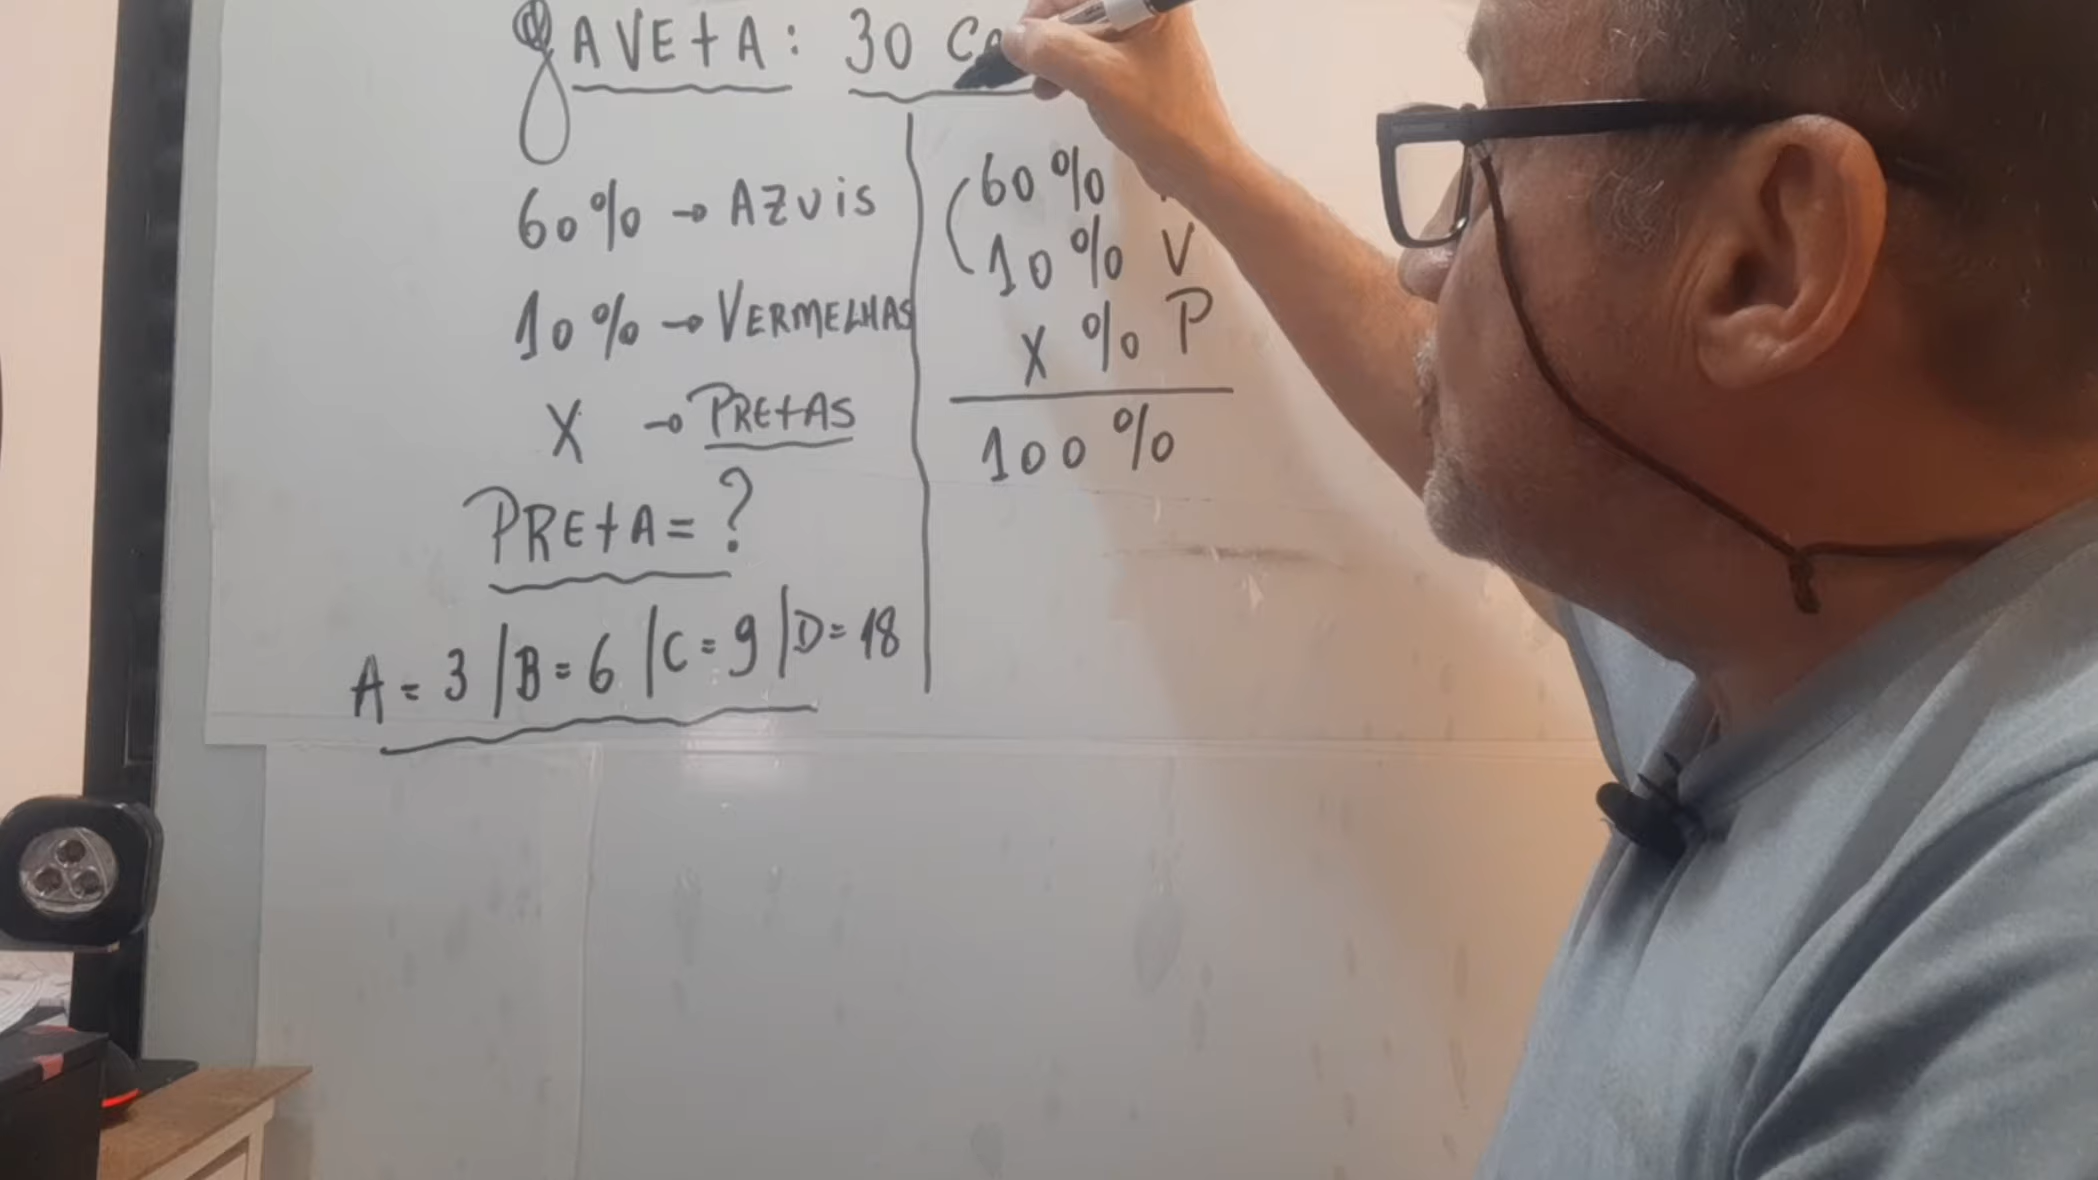 GAVETA: 30
60% → AZUIS
10% → VERMELHAS
X → PRETAS
PRETA = ?
A = 3 | B = 6 | C = 9 | D = 18
60%
10% V
X % P
100%